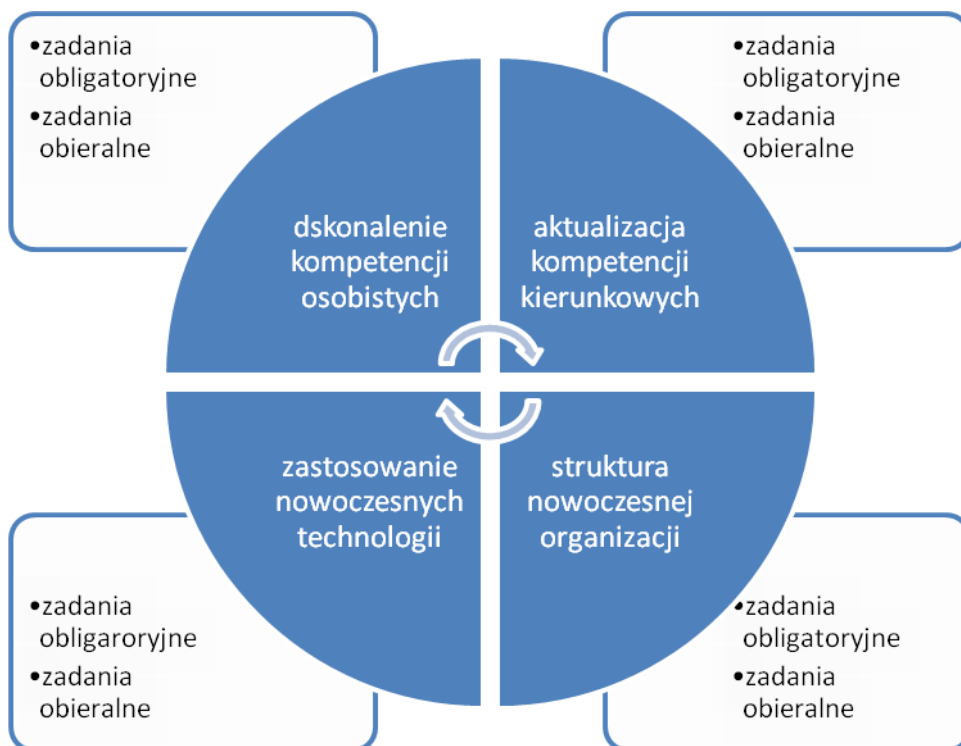 •zadania
obligatoryjne
•zadania
obieralne
•zadania
obligatoryjne
•zadania
obieralne
dskonalenie
kompetencji
osobistych
aktualizacja
kompetencji
kierunkowych
zastosowanie
nowoczesnych
technologii
struktura
nowoczesnej
organizacji
•zadania
obligaroryjne
•zadania
obieralne
•zadania
obligatoryjne
•zadania
obieralne